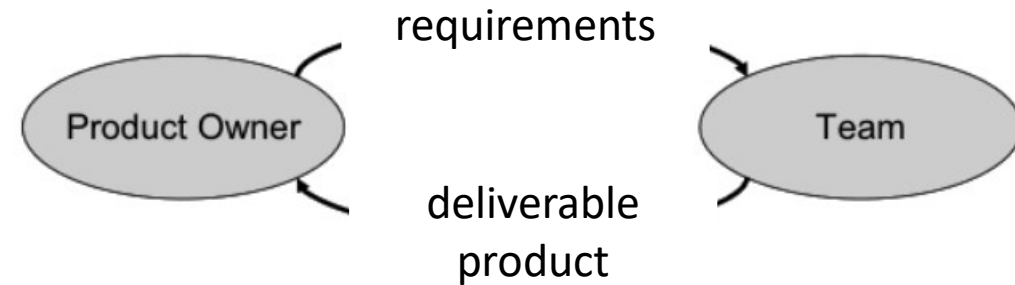 requirements
Product Owner
Team
deliverable
product